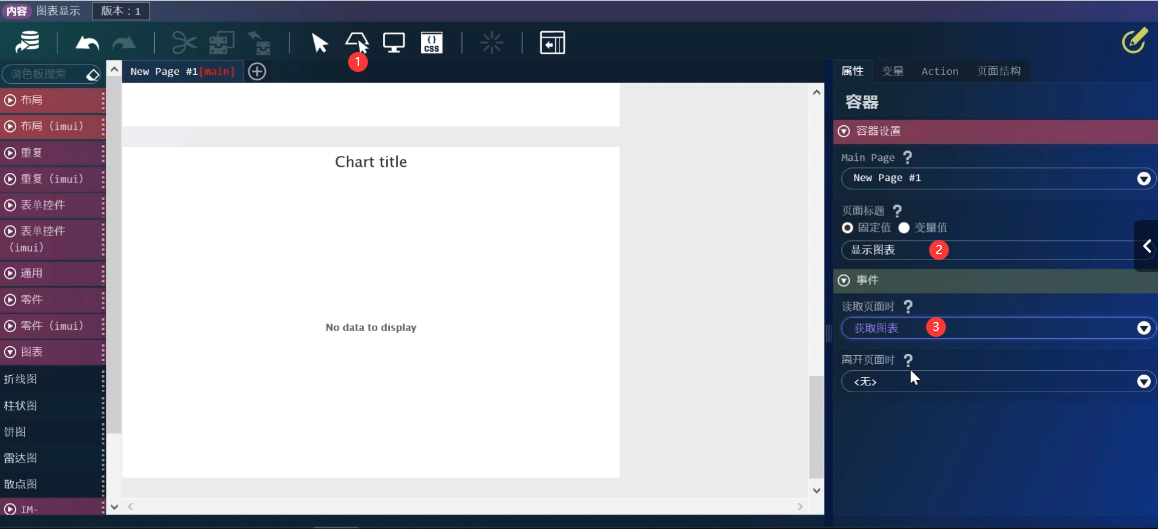 内容 图表显示 版本：1
1
{} CSS
调色板搜索
New Page #1[main]
布局
布局（imui）
重复
重复（imui）
表单控件
表单控件
（imui）
通用
零件
零件（imui）
图表
折线图
柱状图
饼图
雷达图
散点图
IM-
Chart title
No data to display
属性 变量 Action 页面结构
容器
容器设置
Main Page ?
New Page #1
页面标题 ?
固定值 变量值
显示图表 2
事件
读取页面时 ?
获取图表 3
离开页面时 ?
<无>